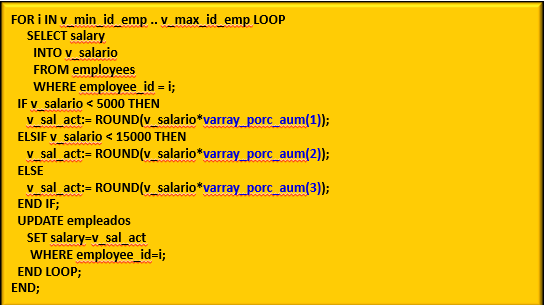 FOR i IN v_min_id_emp .. v_max_id_emp LOOP
SELECT salary
INTO v_salario
FROM employees
WHERE employee_id = i;
IF v_salario < 5000 THEN
v_sal_act:= ROUND(v_salario*varray_porc_aum(1));
ELSIF v_salario < 15000 THEN
v_sal_act:= ROUND(v_salario*varray_porc_aum(2));
ELSE
v_sal_act:= ROUND(v_salario*varray_porc_aum(3));
END IF;
UPDATE empleados
SET salary=v_sal_act
WHERE employee_id=i;
END LOOP;
END;